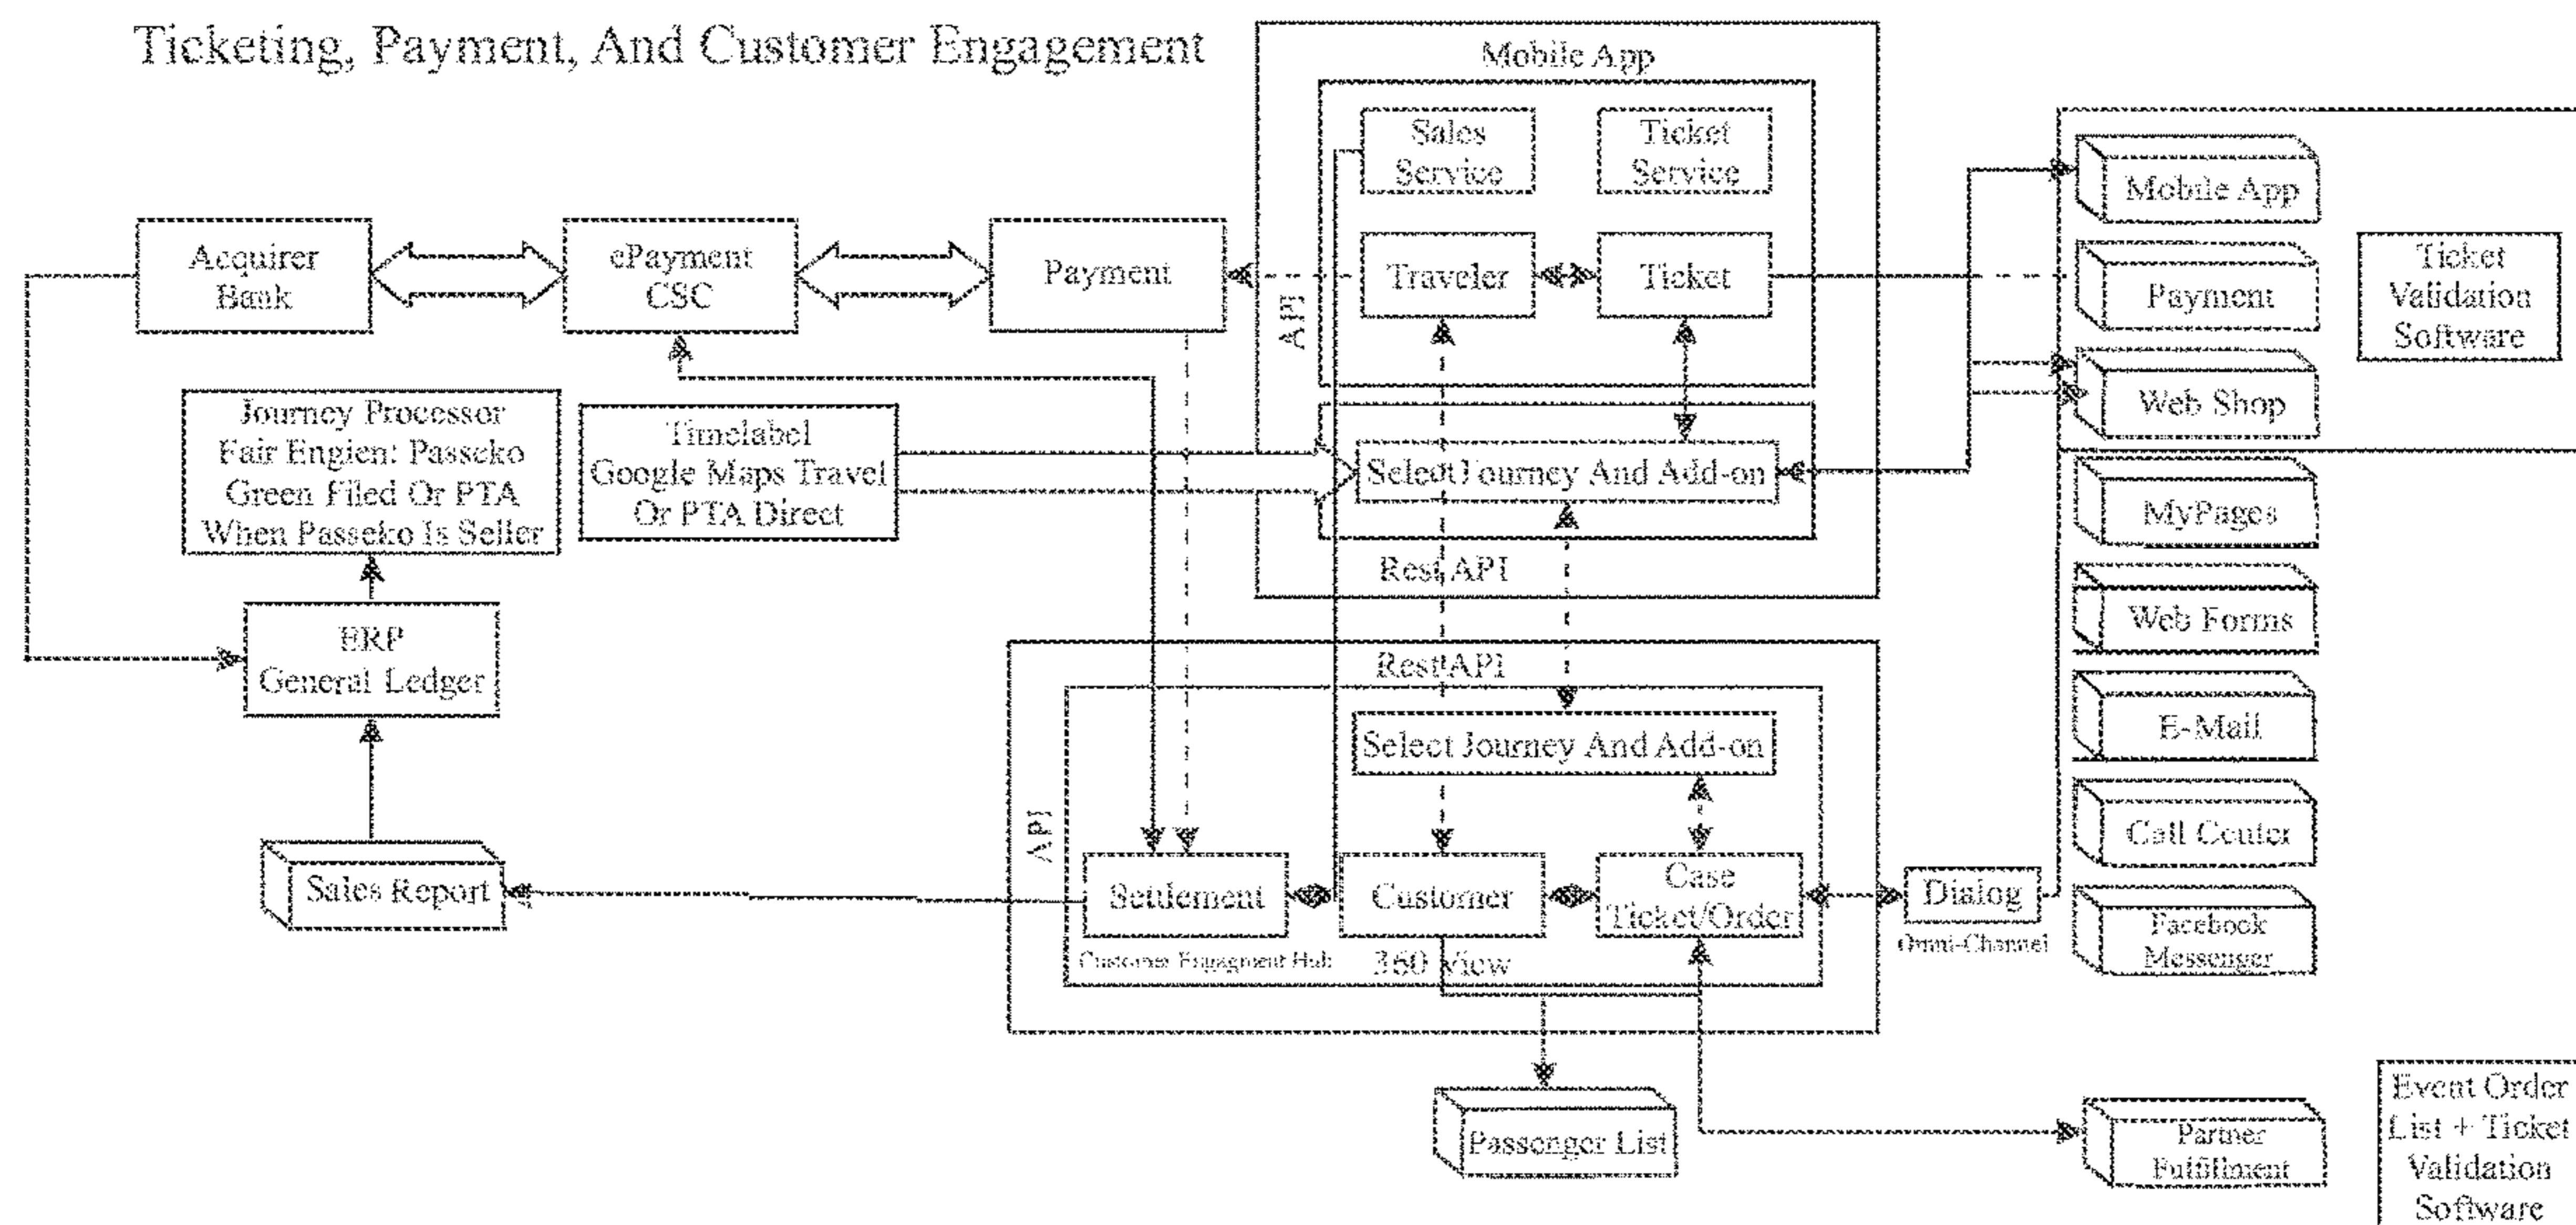 Ticketing, Payment, And Customer Engagement
Mobile App
Sales
Service
Ticket
Service
Acquirer
Bank
ePayment
CSC
Payment
API
Traveler
Ticket
Mobile App
Payment
Web Shop
Ticket
Validation
Software
Journey Processor
Fair Engien: Passeko
Green Filed Or PTA
When Passeko Is Seller
Timelabel
Google Maps Travel
Or PTA Direct
Select Journey And Add-on
Rest API
MyPages
Web Forms
E-Mail
Call Center
Facebook
Messenger
ERP
General Ledger
Rest API
Select Journey And Add-on
API
Sales Report
Settlement
Customer
Case
Ticket/Order
Dialog
Omni-Channel
Customer Engagment Hub
360 View
Passenger List
Partner
Fulfillment
Event Order
List + Ticket
Validation
Software